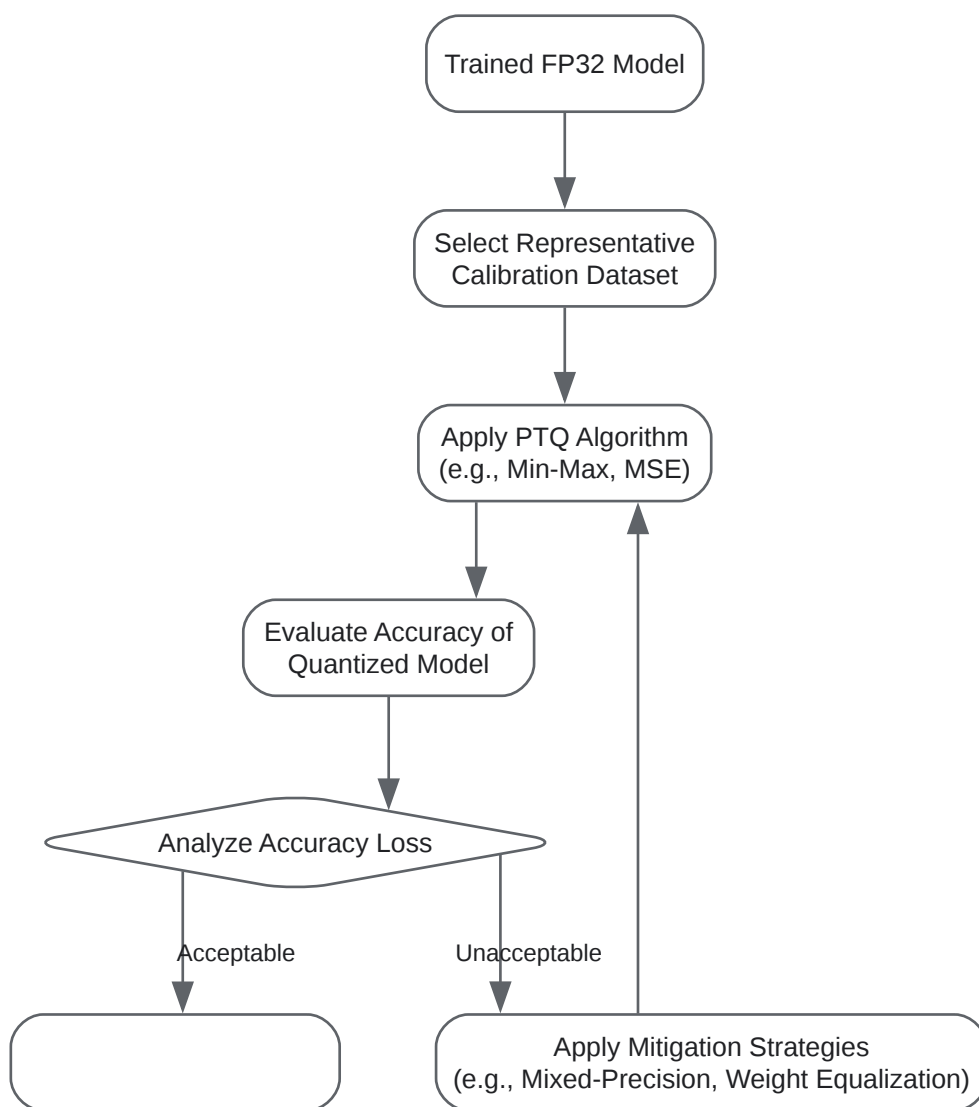 Trained FP32 Model
Select Representative
Calibration Dataset
Apply PTQ Algorithm
(e.g., Min-Max, MSE)
Evaluate Accuracy of
Quantized Model
Analyze Accuracy Loss
Acceptable
Unacceptable
Apply Mitigation Strategies
(e.g., Mixed-Precision, Weight Equalization)